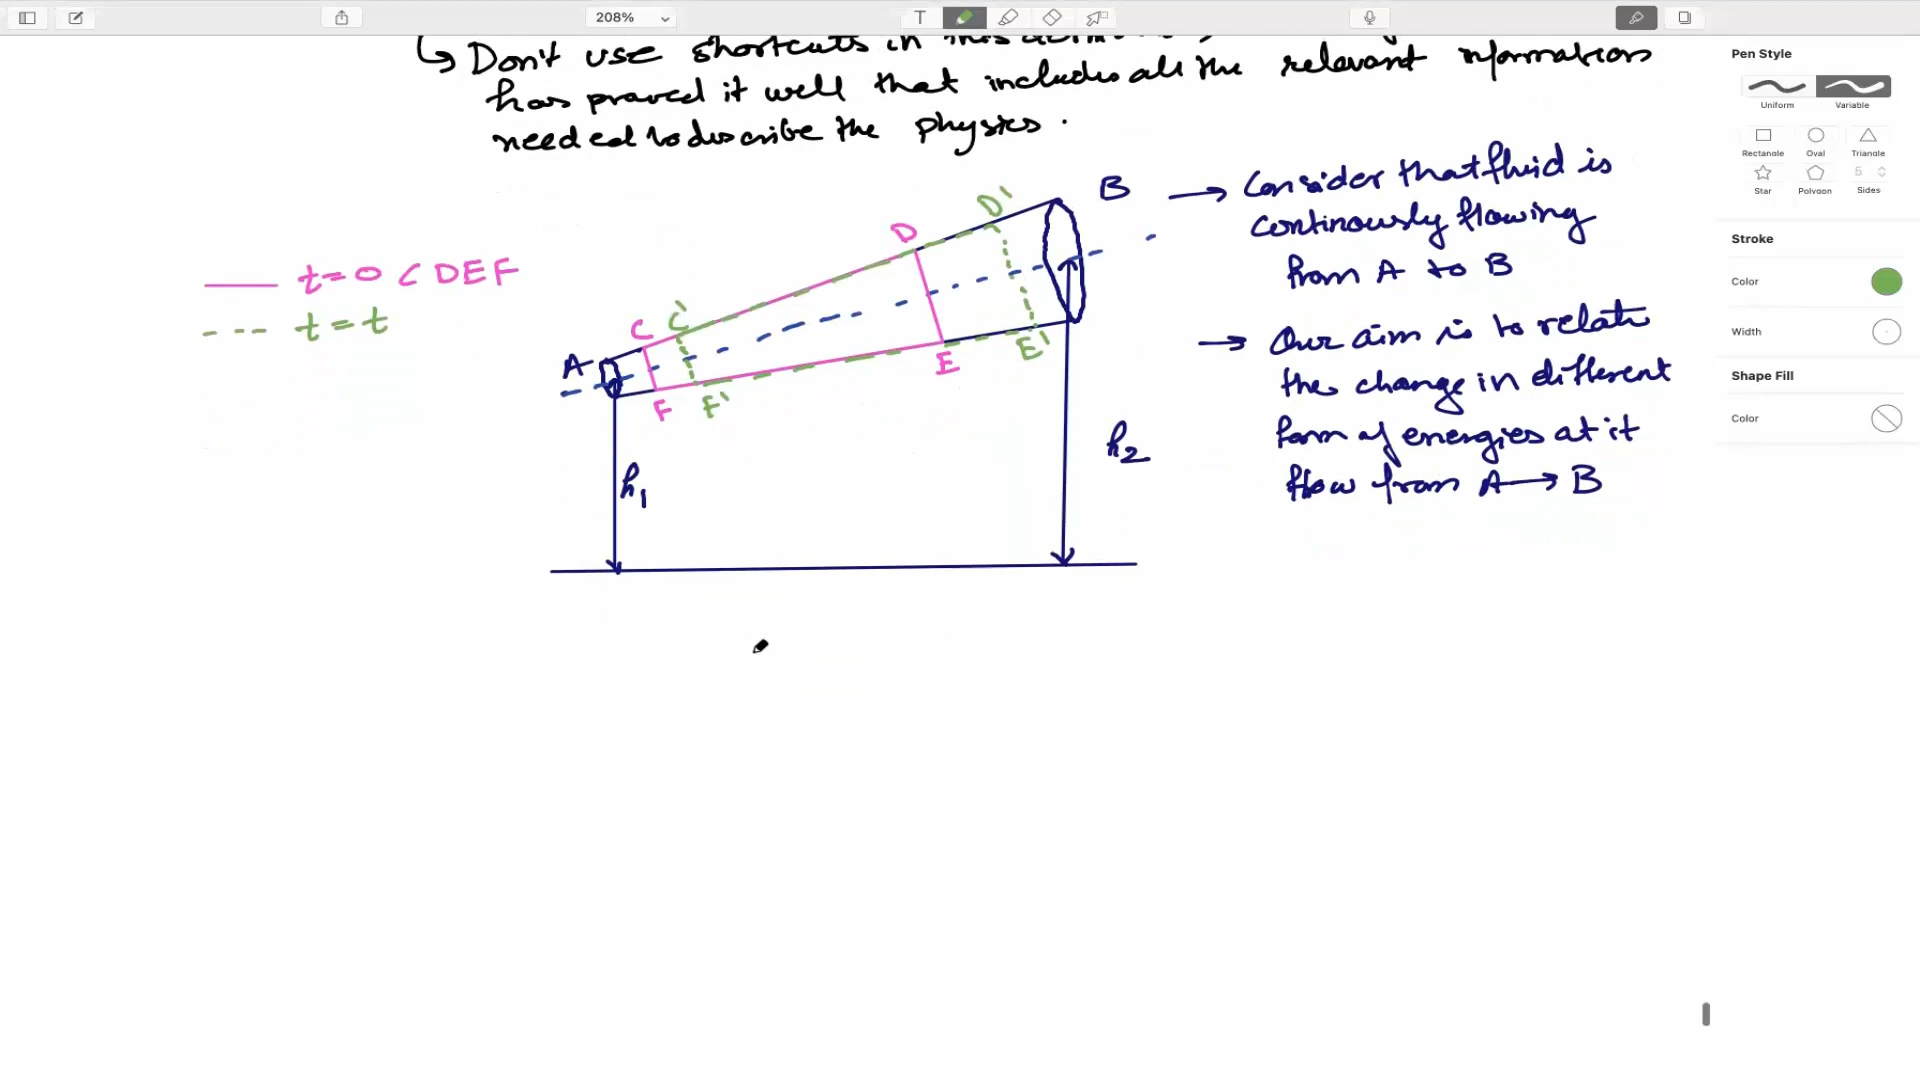 208%
T
Don't use shortcuts in this
has proved it well that includes all the relevant information
needed to describe the physics.
Pen Style
Uniform
Variable
Rectangle
Oval
Triangle
Star
Polygon
5
Sides
Stroke
Color
Width
Shape Fill
Color
t=0 CDEF
t=t
A
B
C
C'
D
D'
E
E'
F
F'
h1
h2
→ Consider that fluid is
continously flowing
from A to B
→ Our aim is to relate
the change in different
form of energies at it
flow from A → B